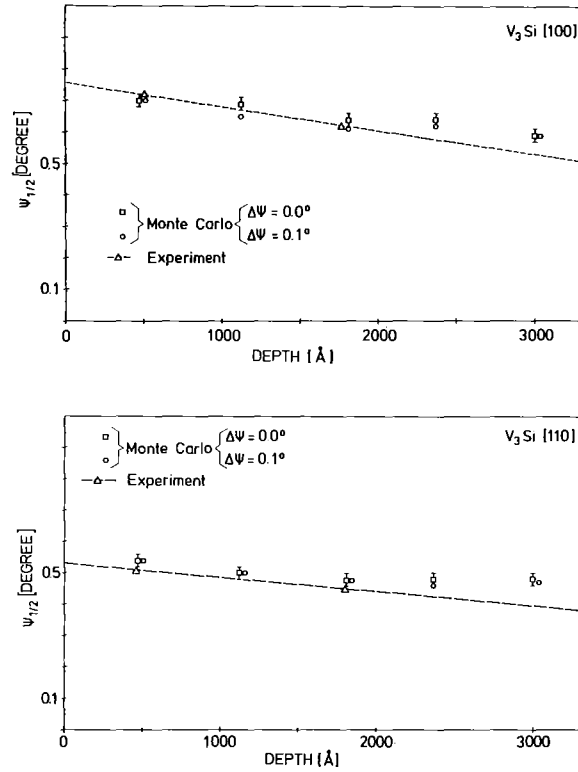 V₃Si [100]
Ψ₁/₂ [DEGREE]
0.5
0.1
□
○ } Monte Carlo { ΔΨ = 0.0°
ΔΨ = 0.1°
--△-- Experiment
0 1000 2000 3000
DEPTH [Å]
V₃Si [110]
□
○ } Monte Carlo { ΔΨ = 0.0°
ΔΨ = 0.1°
—△— Experiment
Ψ₁/₂ [DEGREE]
0.5
0.1
0 1000 2000 3000
DEPTH [Å]